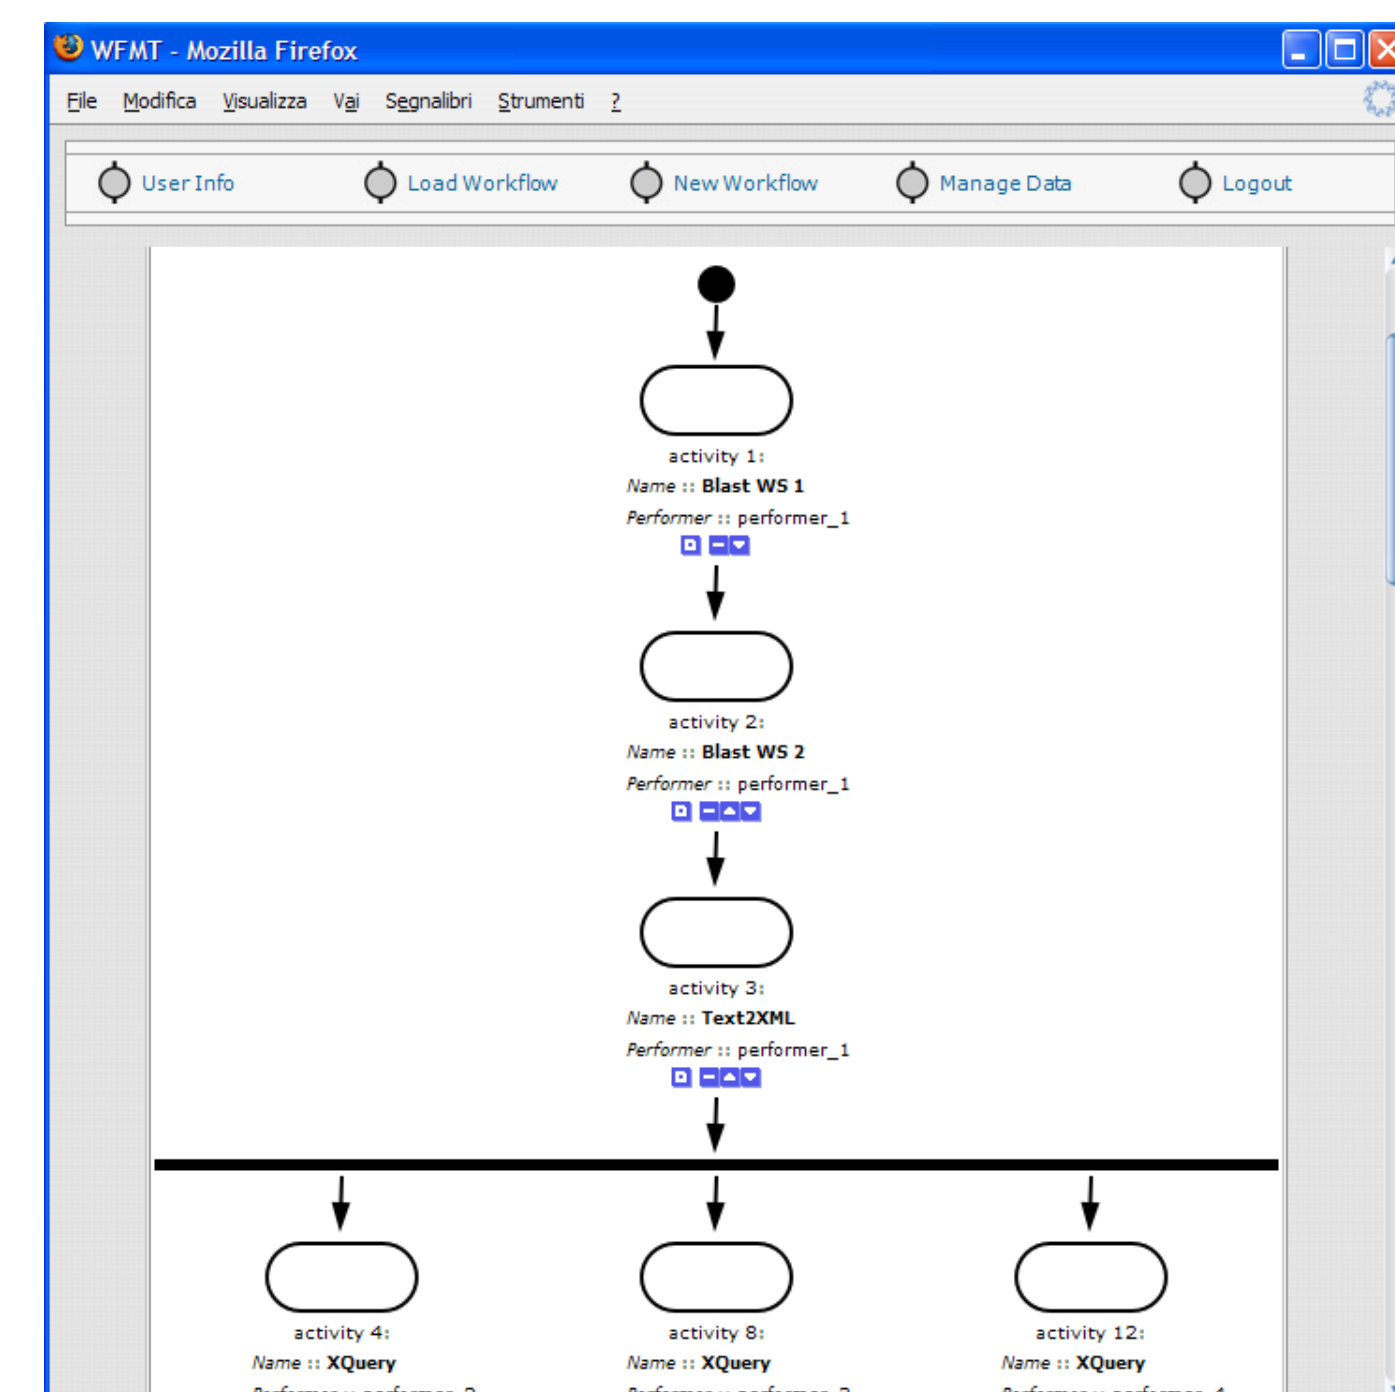 WFMT - Mozilla Firefox
File Modifica Visualizza Vai Segnalibri Strumenti ?
User Info Load Workflow New Workflow Manage Data Logout
activity 1:
Name :: Blast WS 1
Performer :: performer_1
activity 2:
Name :: Blast WS 2
Performer :: performer_1
activity 3:
Name :: Text2XML
Performer :: performer_1
activity 4: activity 8: activity 12:
Name :: XQuery Name :: XQuery Name :: XQuery